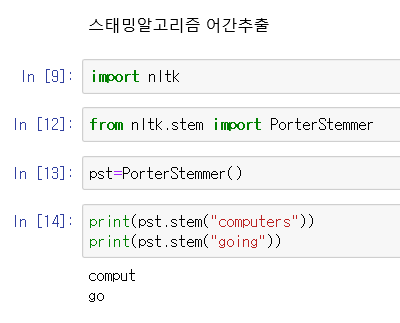 스태밍알고리즘 어간추출
In [9]: import nltk
In [12]: from nltk.stem import PorterStemmer
In [13]: pst=PorterStemmer()
In [14]: print(pst.stem("computers"))
print(pst.stem("going"))
comput
go